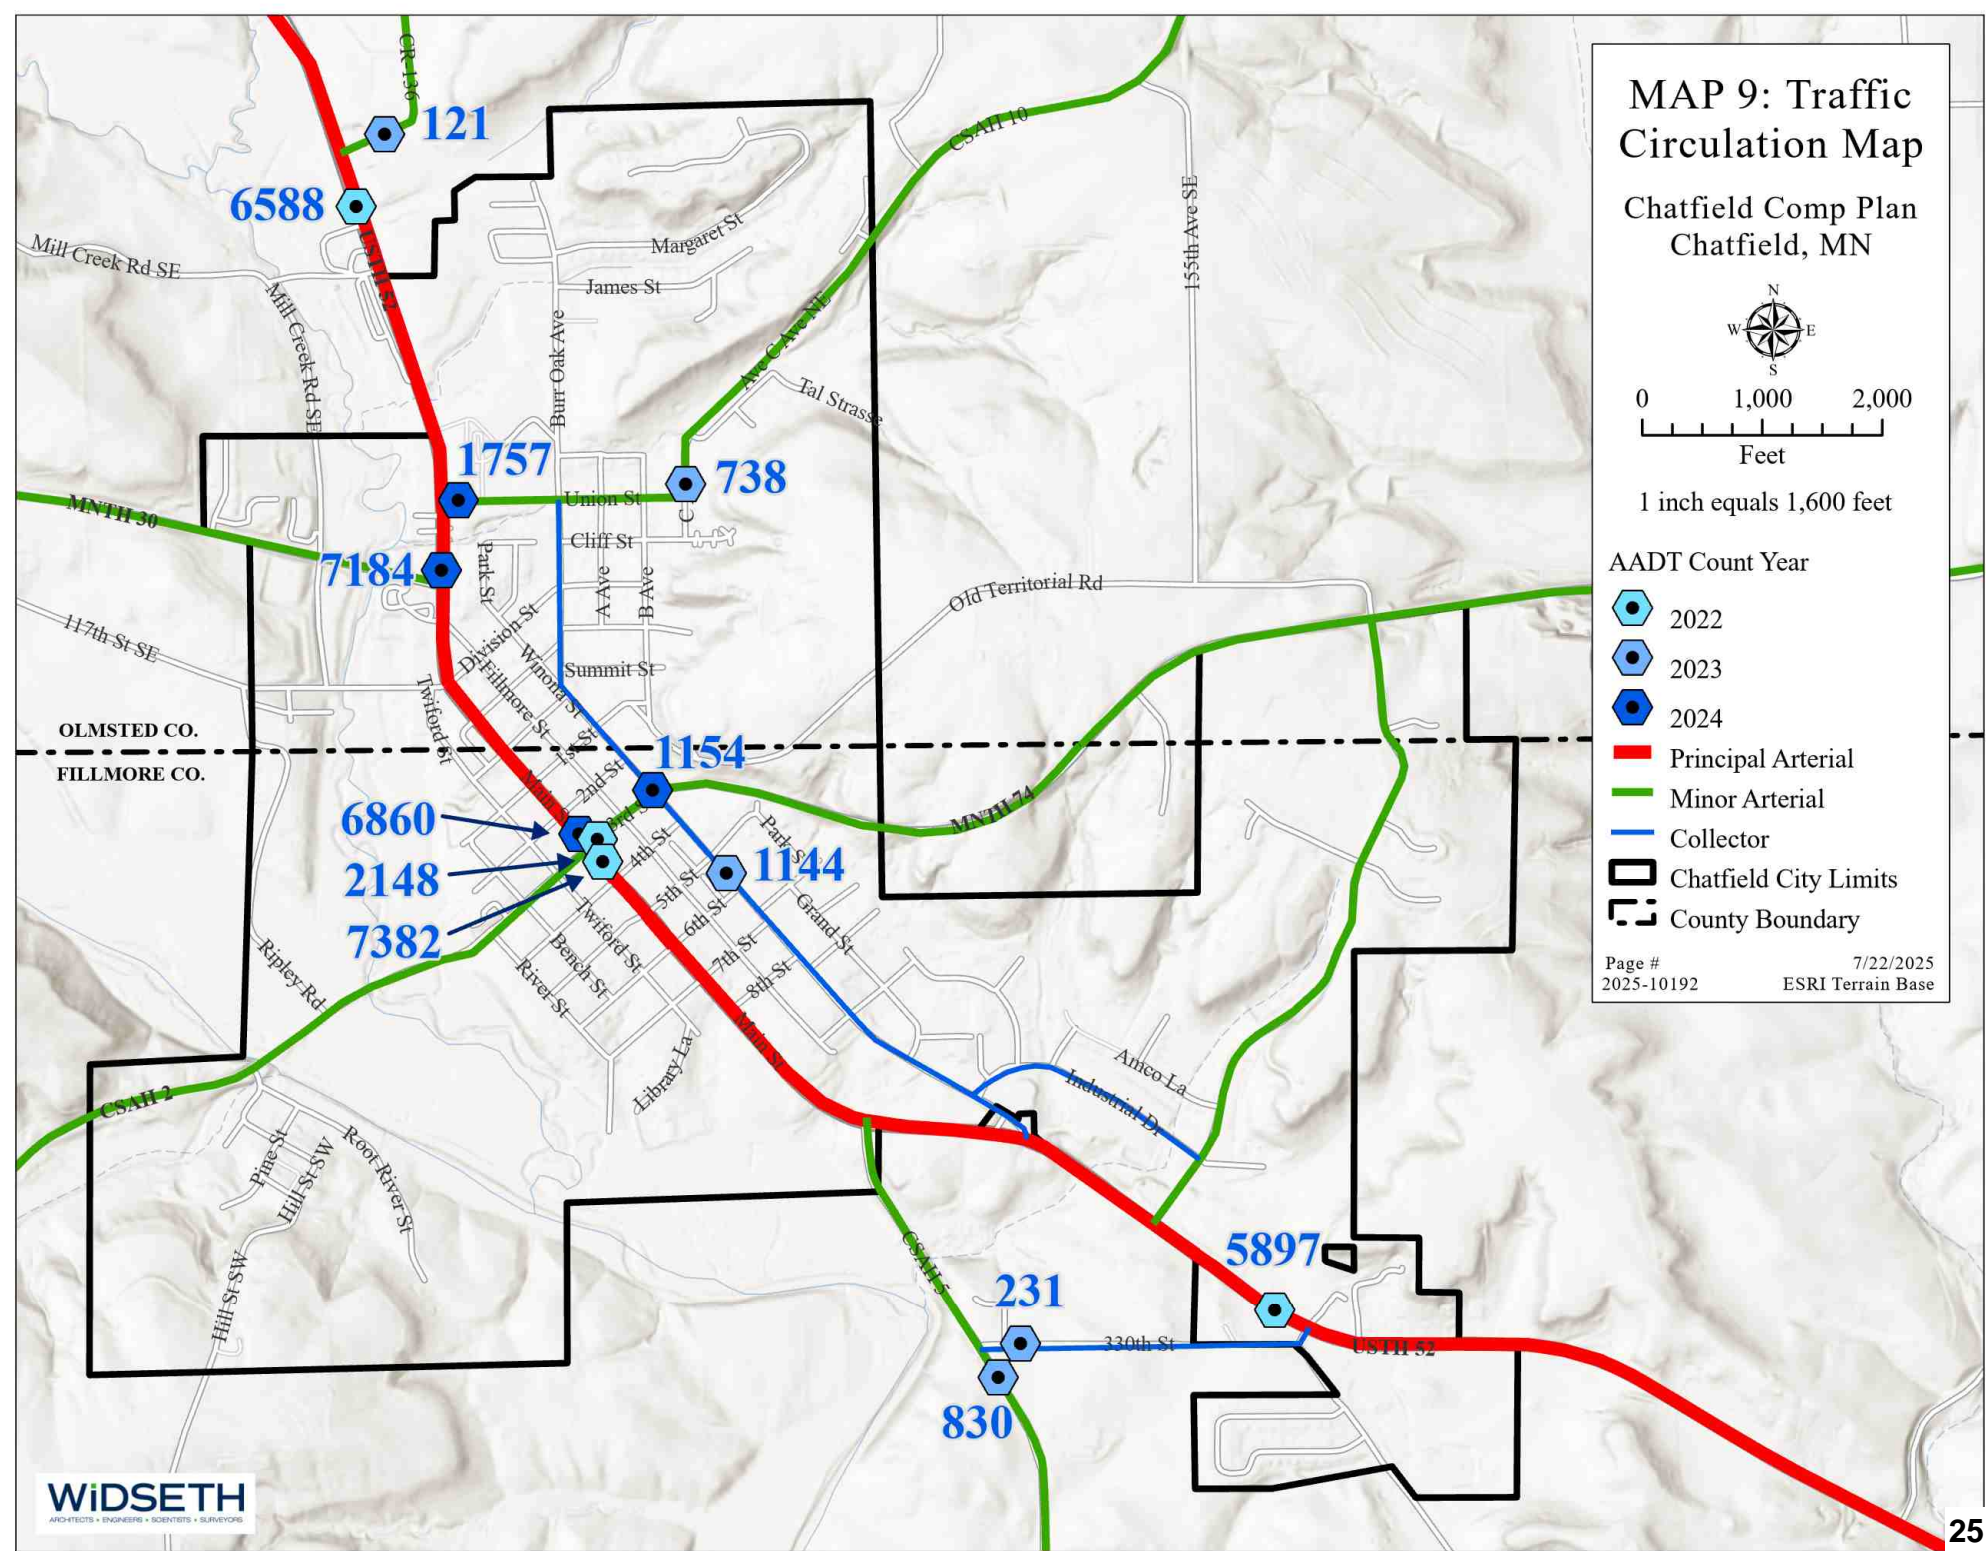 MAP 9: Traffic
Circulation Map
Chatfield Comp Plan
Chatfield, MN
N
W
E
S
0
1,000
2,000
Feet
1 inch equals 1,600 feet
AADT Count Year
2022
2023
2024
Principal Arterial
Minor Arterial
Collector
Chatfield City Limits
County Boundary
Page #
7/22/2025
2025-10192
ESRI Terrain Base
CR-136
121
6588
CSAH 10
Mill Creek Rd SE
USTH 52
Margaret St
James St
155th Ave SE
Mill Creek Rd SE
Burr Oak Ave
Ave C Ave NE
Tal Strasse
1757
738
MNTH 30
Union St
C
Cliff St
7184
Park St
A Ave
B Ave
Old Territorial Rd
117th St SE
Division St
Winona St
Summit St
Fillmore St
Twiford St
OLMSTED CO.
FILLMORE CO.
1st St
1154
2nd St
Main St
MNTH 74
6860
3rd S
4th St
Park St
2148
1144
5th St
6th St
Grand St
7382
Twiford St
Bench St
River St
7th St
8th St
Ripley Rd
Main St
Library La
Amco La
Industrial Dr
CSAH 2
Pine St
Hill St SW
Root River St
Hill St SW
CSAH 5
5897
231
330th St
USTH 52
830
WiDSETH
ARCHITECTS • ENGINEERS • SCIENTISTS • SURVEYORS
25